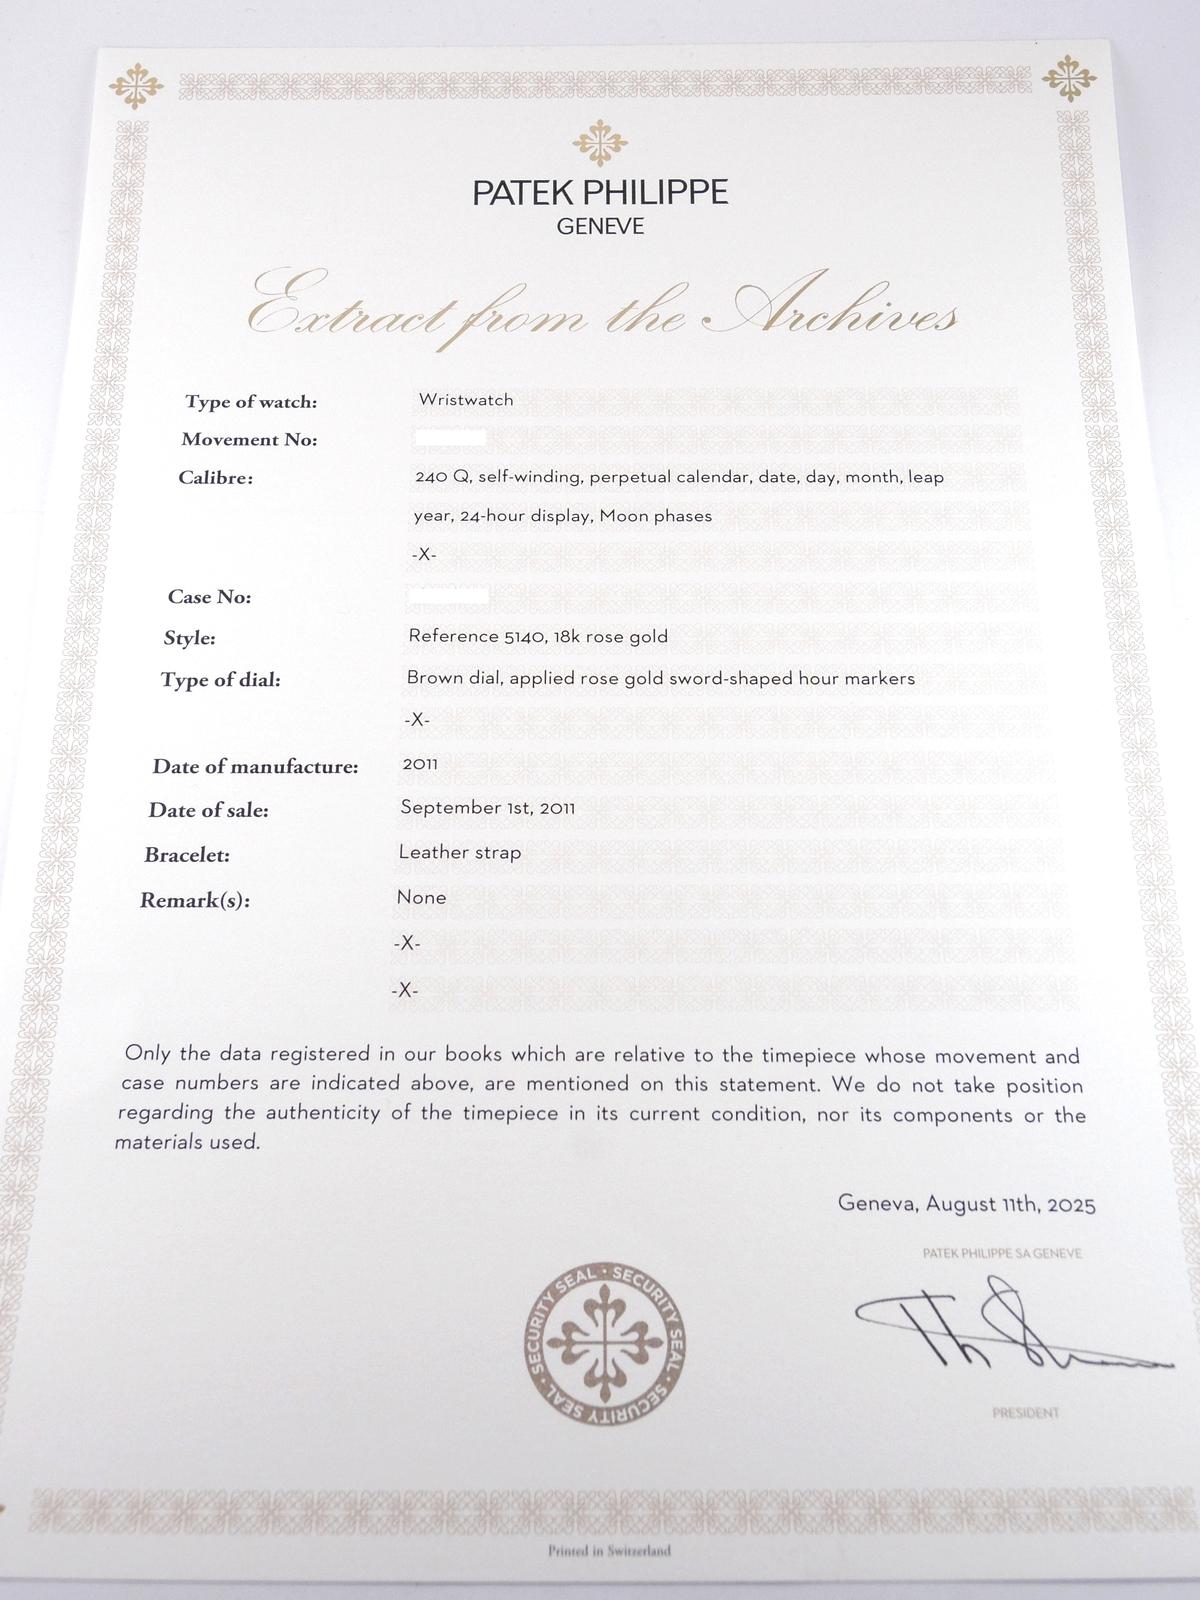 PATEK PHILIPPE
GENEVE
Extract from the Archives
Type of watch: Wristwatch
Movement No:
Calibre: 240 Q, self-winding, perpetual calendar, date, day, month, leap
year, 24-hour display, Moon phases
-X-
Case No:
Style: Reference 5140, 18k rose gold
Type of dial: Brown dial, applied rose gold sword-shaped hour markers
-X-
Date of manufacture: 2011
Date of sale: September 1st, 2011
Bracelet: Leather strap
Remark(s): None
-X-
-X-
Only the data registered in our books which are relative to the timepiece whose movement and
case numbers are indicated above, are mentioned on this statement. We do not take position
regarding the authenticity of the timepiece in its current condition, nor its components or the
materials used.
Geneva, August 11th, 2025
PATEK PHILIPPE SA GENEVE
SECURITY SEAL · SECURITY SEAL · SECURITY SEAL ·
PRESIDENT
Printed in Switzerland